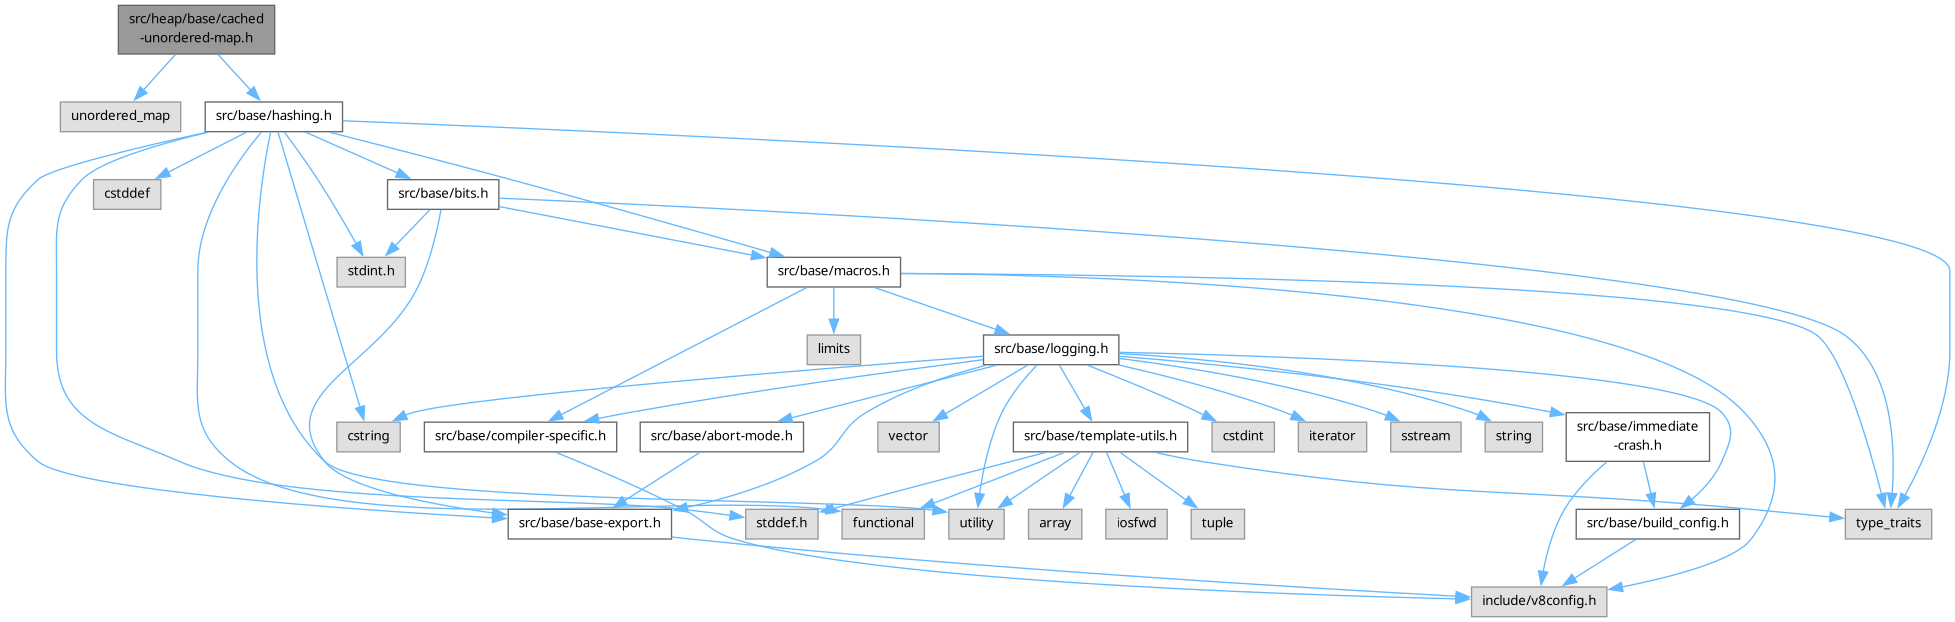 src/heap/base/cached
-unordered-map.h
unordered_map
src/base/hashing.h
cstddef
src/base/bits.h
stdint.h
src/base/macros.h
limits
src/base/logging.h
cstring
src/base/compiler-specific.h
src/base/abort-mode.h
vector
src/base/template-utils.h
cstdint
iterator
sstream
string
src/base/immediate
-crash.h
src/base/base-export.h
stddef.h
functional
utility
array
iosfwd
tuple
src/base/build_config.h
type_traits
include/v8config.h